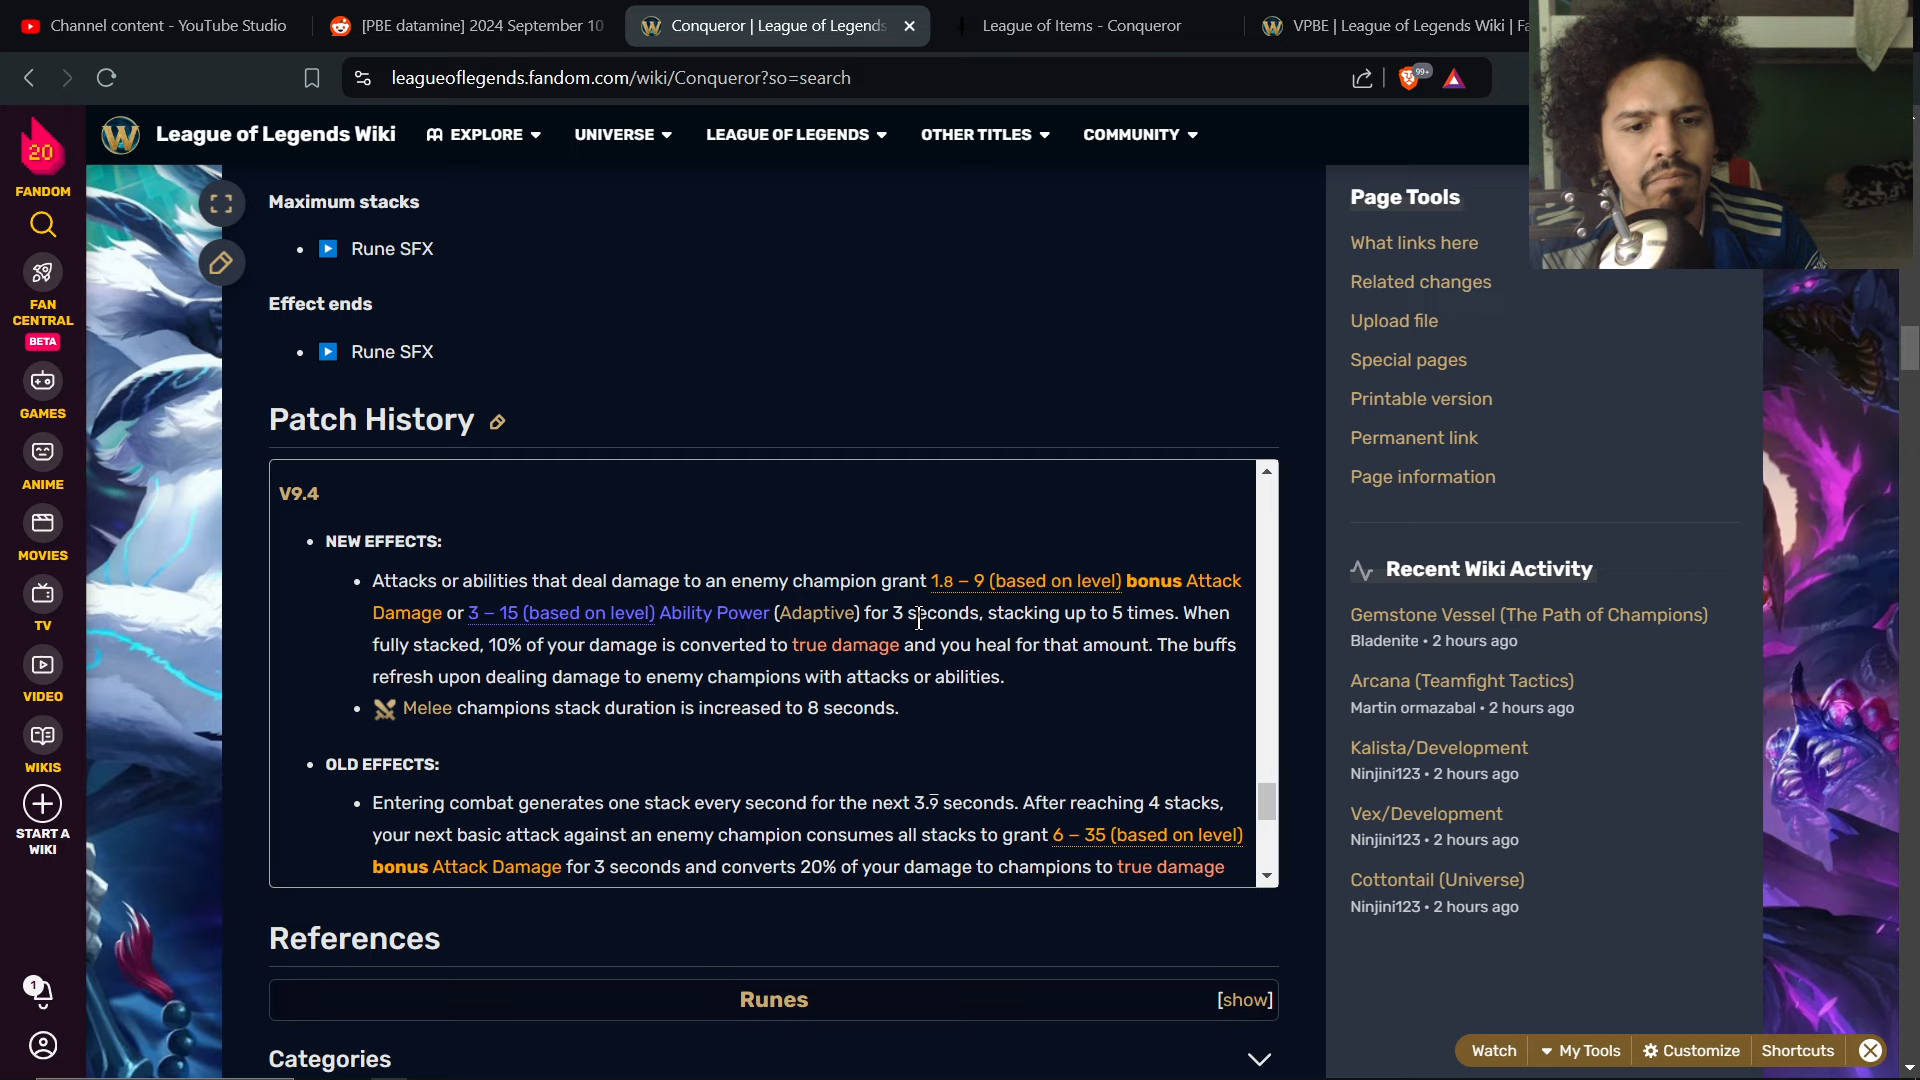 Channel content - YouTube Studio
[PBE datamine] 2024 September 10
Conqueror | League of Legends
League of Items - Conqueror
VPBE | League of Legends Wiki | Fa
leagueoflegends.fandom.com/wiki/Conqueror?so=search
99+
20
FANDOM
FAN CENTRAL
BETA
GAMES
ANIME
MOVIES
TV
VIDEO
WIKIS
START A WIKI
1
League of Legends Wiki
EXPLORE
UNIVERSE
LEAGUE OF LEGENDS
OTHER TITLES
COMMUNITY
Maximum stacks
• Rune SFX
Effect ends
• Rune SFX
Patch History
V9.4
• NEW EFFECTS:
• Attacks or abilities that deal damage to an enemy champion grant 1.8 – 9 (based on level) bonus Attack
Damage or 3 – 15 (based on level) Ability Power (Adaptive) for 3 seconds, stacking up to 5 times. When
fully stacked, 10% of your damage is converted to true damage and you heal for that amount. The buffs
refresh upon dealing damage to enemy champions with attacks or abilities.
• Melee champions stack duration is increased to 8 seconds.
• OLD EFFECTS:
• Entering combat generates one stack every second for the next 3.9̅ seconds. After reaching 4 stacks,
your next basic attack against an enemy champion consumes all stacks to grant 6 – 35 (based on level)
bonus Attack Damage for 3 seconds and converts 20% of your damage to champions to true damage
References
Runes
[show]
Categories
Page Tools
What links here
Related changes
Upload file
Special pages
Printable version
Permanent link
Page information
Recent Wiki Activity
Gemstone Vessel (The Path of Champions)
Bladenite • 2 hours ago
Arcana (Teamfight Tactics)
Martin ormazabal • 2 hours ago
Kalista/Development
Ninjini123 • 2 hours ago
Vex/Development
Ninjini123 • 2 hours ago
Cottontail (Universe)
Ninjini123 • 2 hours ago
Watch
My Tools
Customize
Shortcuts